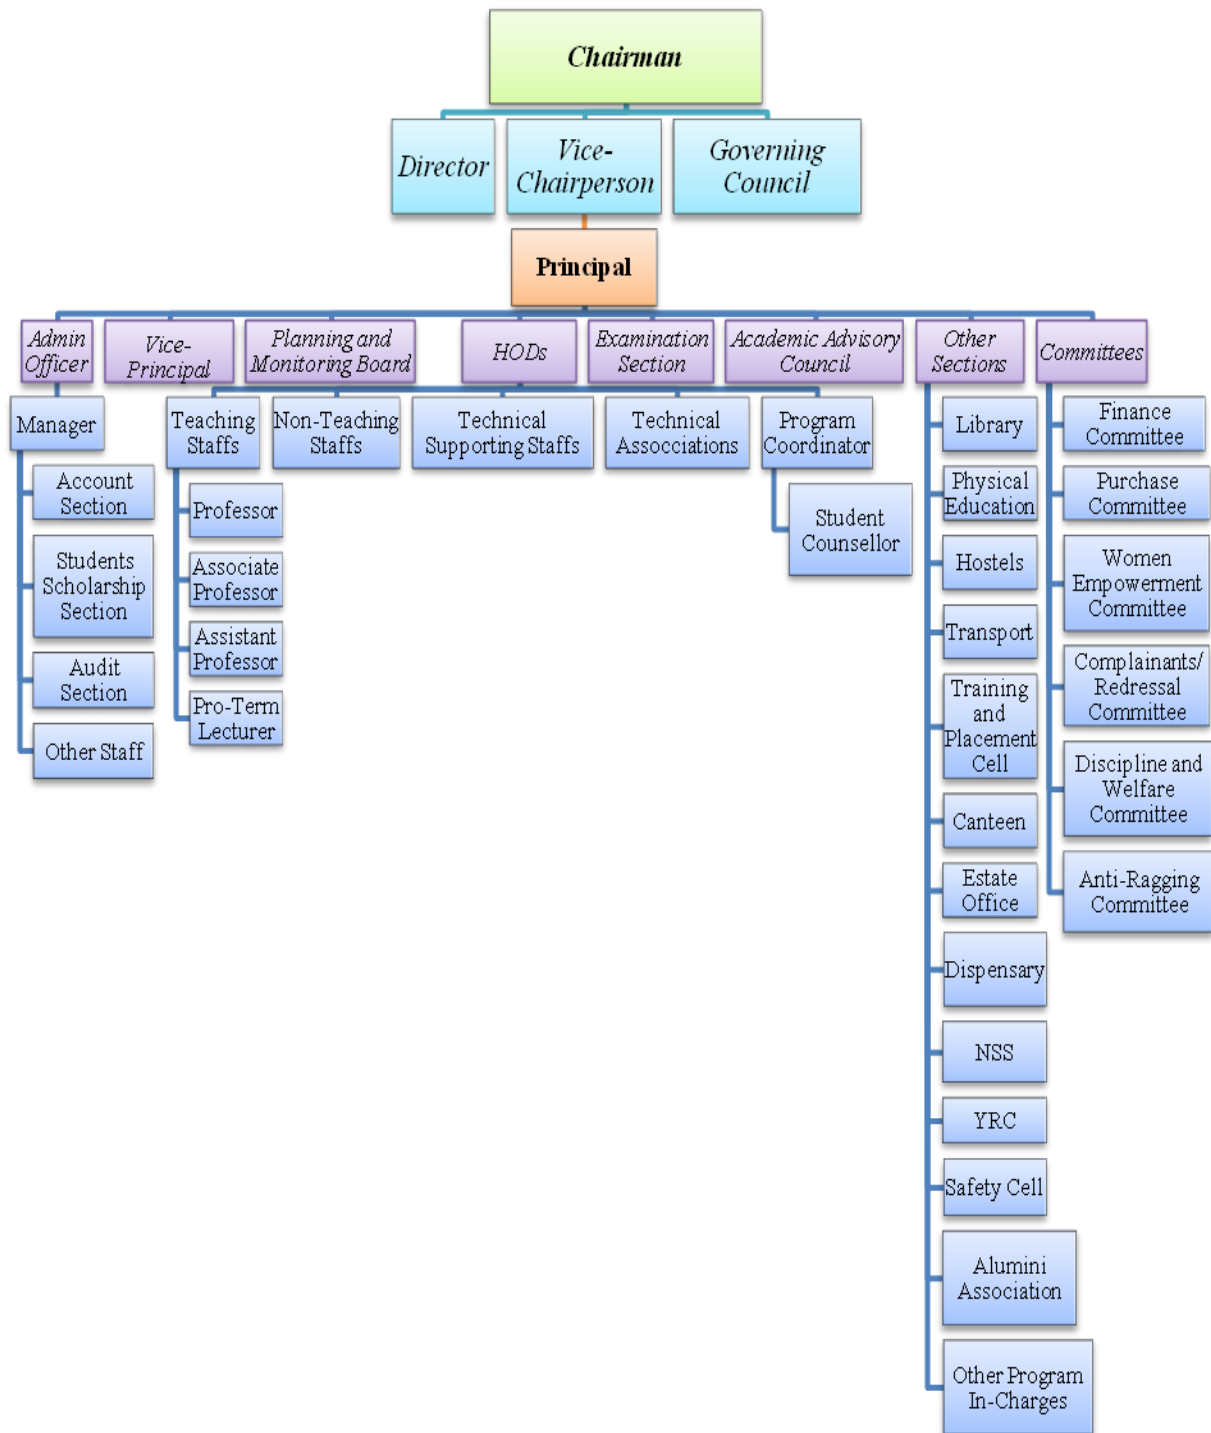 Chairman
Director
Vice-
Chairperson
Governing
Council
Principal
Admin
Officer
Vice-
Principal
Planning and
Monitoring Board
HODs
Examination
Section
Academic Advisory
Council
Other
Sections
Committees
Manager
Account
Section
Students
Scholarship
Section
Audit
Section
Other Staff
Teaching
Staffs
Non-Teaching
Staffs
Technical
Supporting Staffs
Technical
Assocciations
Program
Coordinator
Professor
Associate
Professor
Assistant
Professor
Pro-Term
Lecturer
Student
Counsellor
Library
Physical
Education
Hostels
Transport
Training
and
Placement
Cell
Canteen
Estate
Office
Dispensary
NSS
YRC
Safety Cell
Alumini
Association
Other Program
In-Charges
Finance
Committee
Purchase
Committee
Women
Empowerment
Committee
Complainants/
Redressal
Committee
Discipline and
Welfare
Committee
Anti-Ragging
Committee